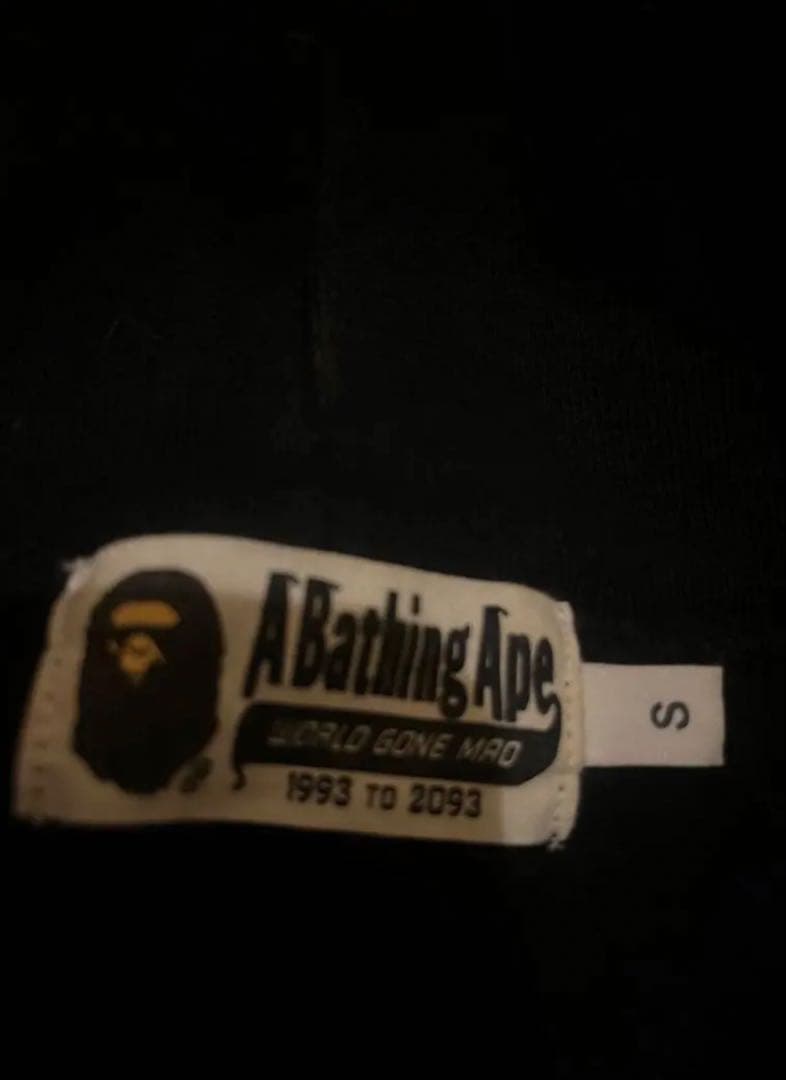 A Bathing Ape
WORLD GONE MAD
1993 TO 2093
S